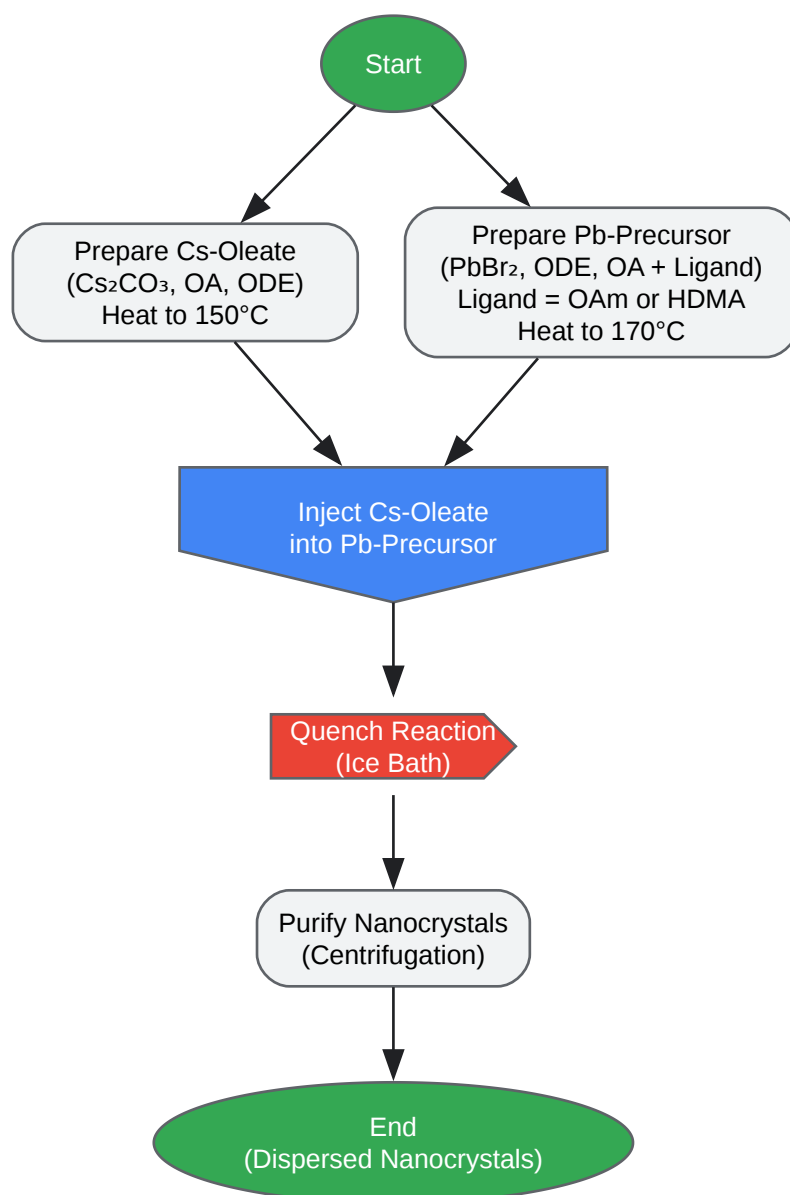 Start
Prepare Cs-Oleate
(Cs₂CO₃, OA, ODE)
Heat to 150°C
Prepare Pb-Precursor
(PbBr₂, ODE, OA + Ligand)
Ligand = OAm or HDMA
Heat to 170°C
Inject Cs-Oleate
into Pb-Precursor
Quench Reaction
(Ice Bath)
Purify Nanocrystals
(Centrifugation)
End
(Dispersed Nanocrystals)